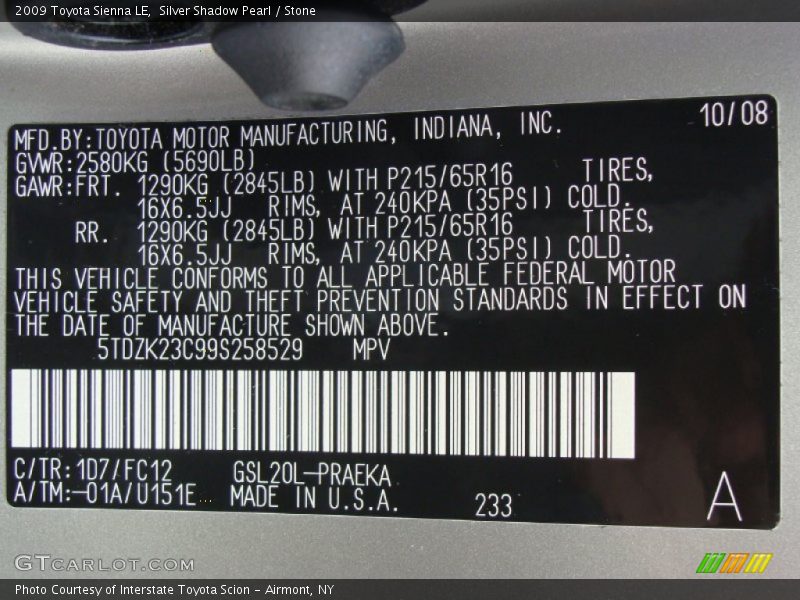 2009 Toyota Sienna LE,  Silver Shadow Pearl / Stone
10/08
MFD.BY:TOYOTA MOTOR MANUFACTURING, INDIANA, INC.
GVWR:2580KG (5690LB)
GAWR:FRT. 1290KG (2845LB) WITH P215/65R16 TIRES,
16X6.5JJ RIMS, AT 240KPA (35PSI) COLD.
RR. 1290KG (2845LB) WITH P215/65R16 TIRES,
16X6.5JJ RIMS, AT 240KPA (35PSI) COLD.
THIS VEHICLE CONFORMS TO ALL APPLICABLE FEDERAL MOTOR
VEHICLE SAFETY AND THEFT PREVENTION STANDARDS IN EFFECT ON
THE DATE OF MANUFACTURE SHOWN ABOVE.
5TDZK23C99S258529 MPV
C/TR:1D7/FC12 GSL20L-PRAEKA
A/TM:-01A/U151E MADE IN U.S.A. 233 A
GTCARLOT.COM
Photo Courtesy of Interstate Toyota Scion - Airmont, NY